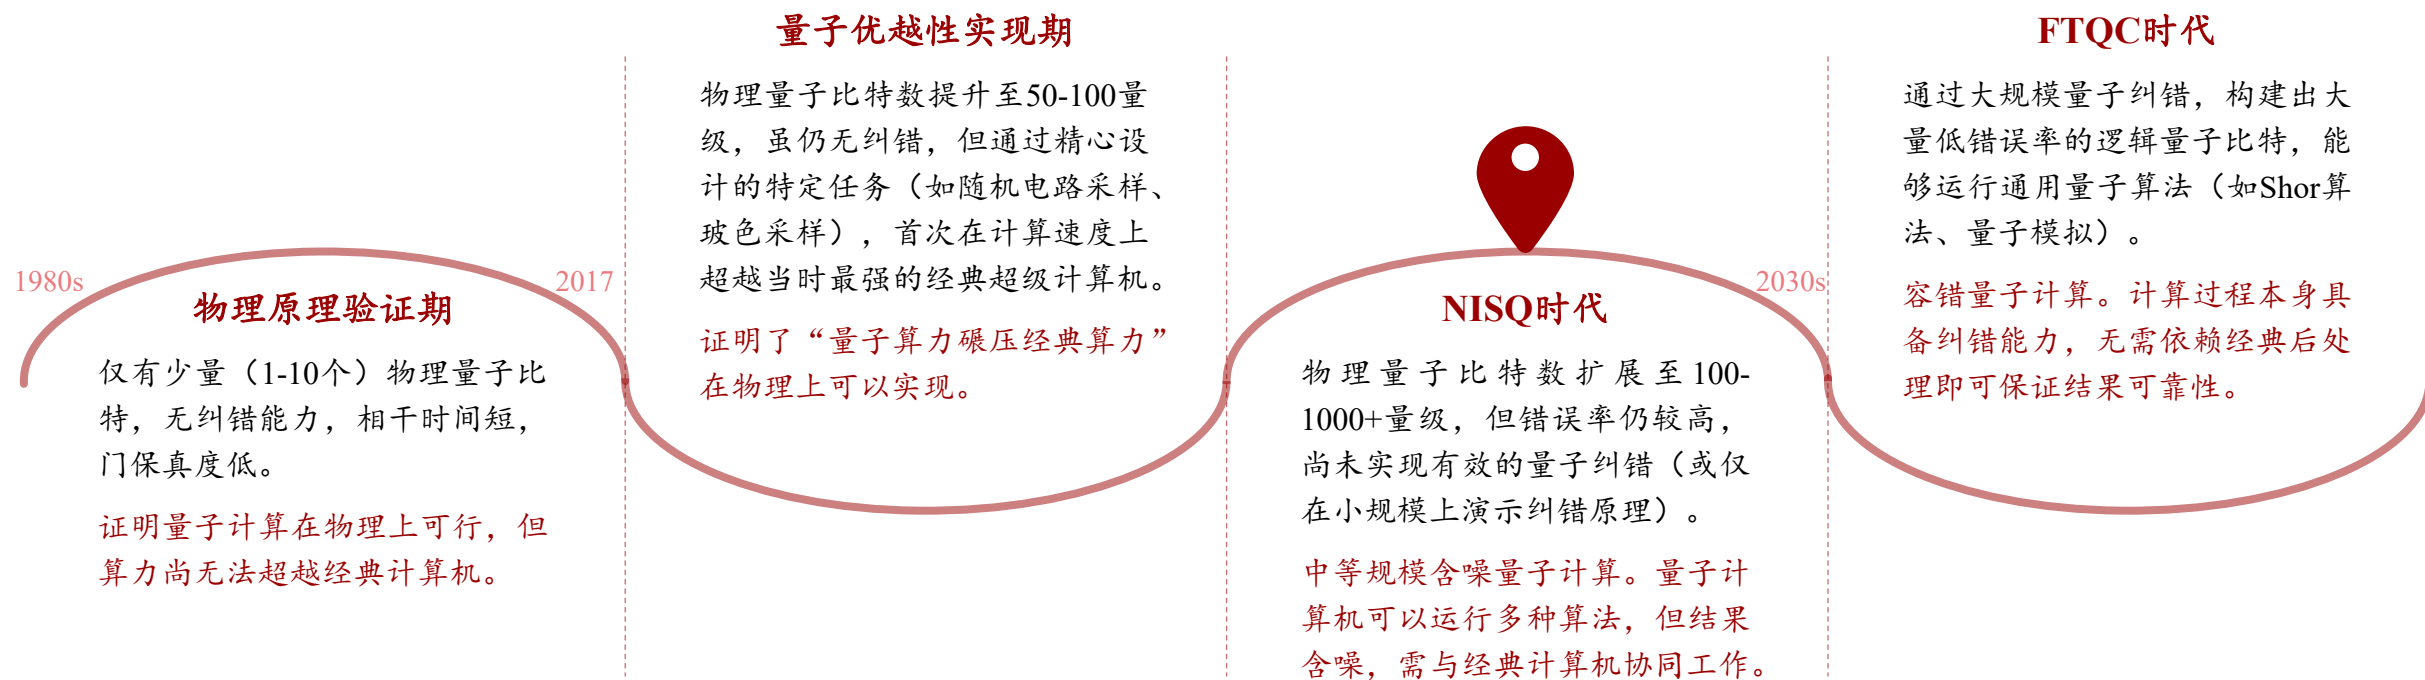 1980s
物理原理验证期
仅有少量（1-10个）物理量子比
特，无纠错能力，相干时间短，
门保真度低。
证明量子计算在物理上可行，但
算力尚无法超越经典计算机。
2017
量子优越性实现期
物理量子比特数提升至50-100量
级，虽仍无纠错，但通过精心设
计的特定任务（如随机电路采样、
玻色采样），首次在计算速度上
超越当时最强的经典超级计算机。
证明了“量子算力碾压经典算力”
在物理上可以实现。
NISQ时代
物理量子比特数扩展至100-
1000+量级，但错误率仍较高，
尚未实现有效的量子纠错（或仅
在小规模上演示纠错原理）。
中等规模含噪量子计算。量子计
算机可以运行多种算法，但结果
含噪，需与经典计算机协同工作。
2030s
FTQC时代
通过大规模量子纠错，构建出大
量低错误率的逻辑量子比特，能
够运行通用量子算法（如Shor算
法、量子模拟）。
容错量子计算。计算过程本身具
备纠错能力，无需依赖经典后处
理即可保证结果可靠性。